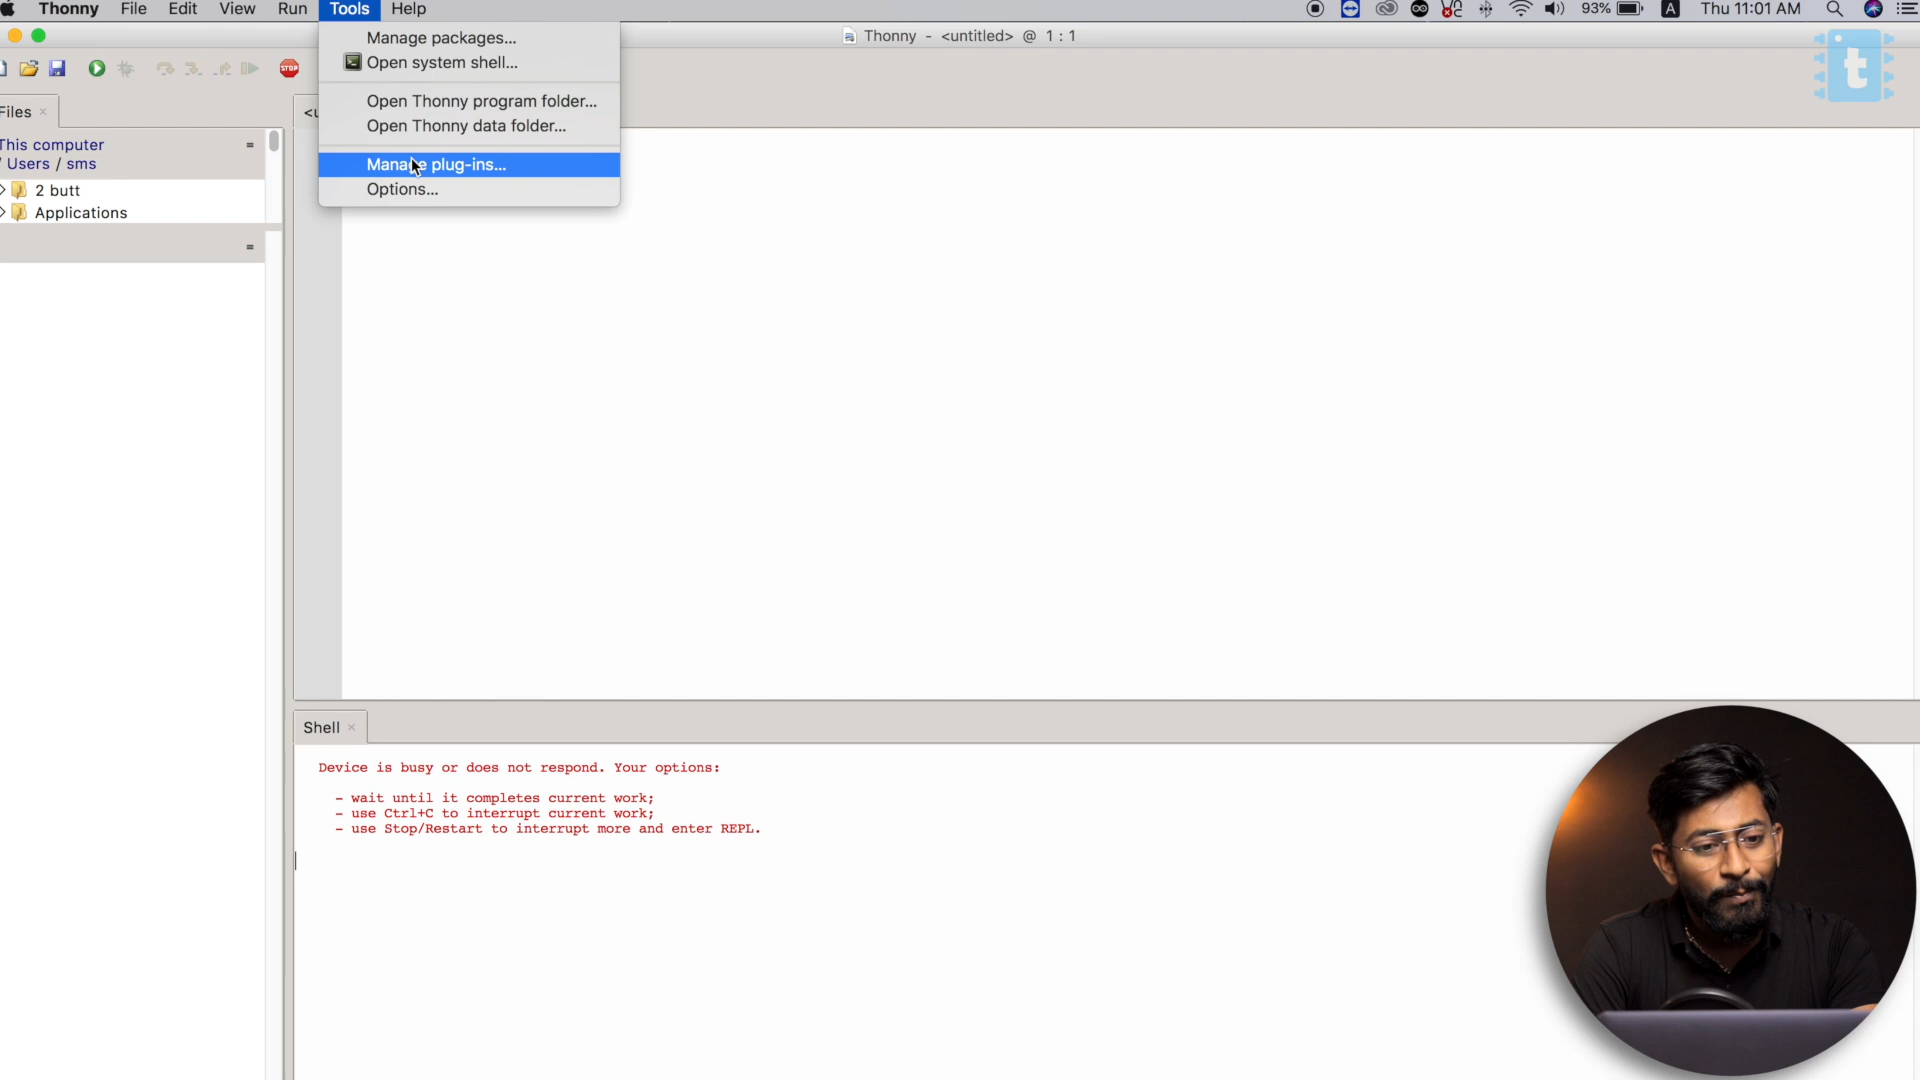 Thonny File Edit View Run Tools Help 93% A Thu 11:01 AM
Thonny - <untitled> @ 1 : 1
Manage packages...
Open system shell...
STOP
t
Open Thonny program folder...
Open Thonny data folder...
Manage plug-ins...
Options...
Files ×
<u
This computer
/ Users / sms
2 butt
Applications
Shell ×
Device is busy or does not respond. Your options:
- wait until it completes current work;
- use Ctrl+C to interrupt current work;
- use Stop/Restart to interrupt more and enter REPL.